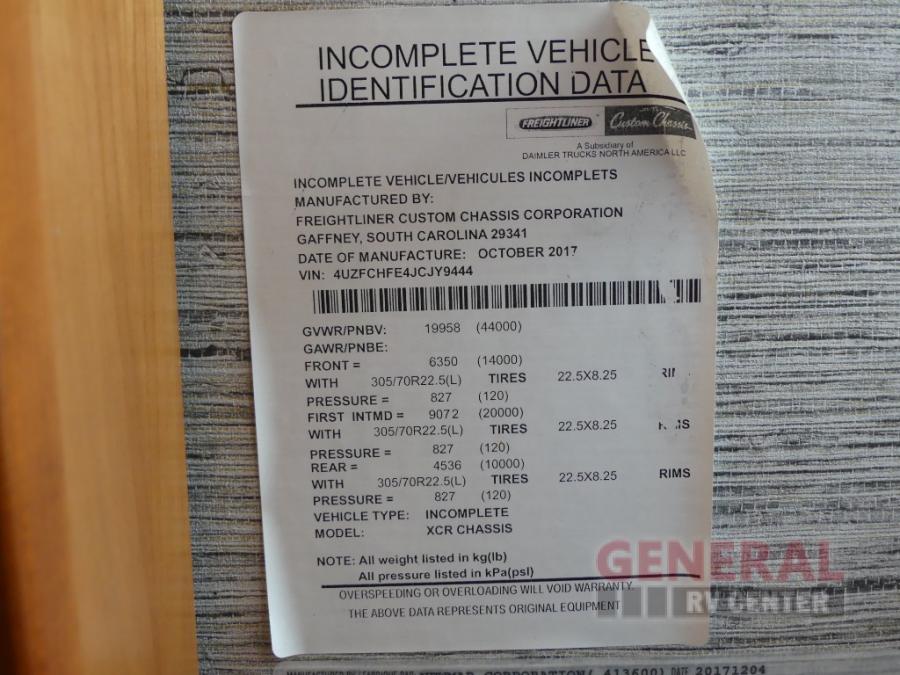 INCOMPLETE VEHICLE
IDENTIFICATION DATA
FREIGHTLINER Custom Chassis
A Subsidiary of
DAIMLER TRUCKS NORTH AMERICA LLC
INCOMPLETE VEHICLE/VEHICULES INCOMPLETS
MANUFACTURED BY:
FREIGHTLINER CUSTOM CHASSIS CORPORATION
GAFFNEY, SOUTH CAROLINA 29341
DATE OF MANUFACTURE: OCTOBER 2017
VIN: 4UZFCHFE4JCJY9444
GVWR/PNBV: 19958 (44000)
GAWR/PNBE:
FRONT = 6350 (14000)
WITH 305/70R22.5(L) TIRES 22.5X8.25
PRESSURE = 827 (120)
FIRST INTMD = 9072 (20000)
WITH 305/70R22.5(L) TIRES 22.5X8.25
PRESSURE = 827 (120)
REAR = 4536 (10000)
WITH 305/70R22.5(L) TIRES 22.5X8.25 RIMS
PRESSURE = 827 (120)
VEHICLE TYPE: INCOMPLETE
MODEL: XCR CHASSIS
NOTE: All weight listed in kg(lb)
All pressure listed in kPa(psi)
OVERSPEEDING OR OVERLOADING WILL VOID WARRANTY.
THE ABOVE DATA REPRESENTS ORIGINAL EQUIPMENT
GENERAL
RV CENTER
CORPORATION( 413600) DATE 20171204